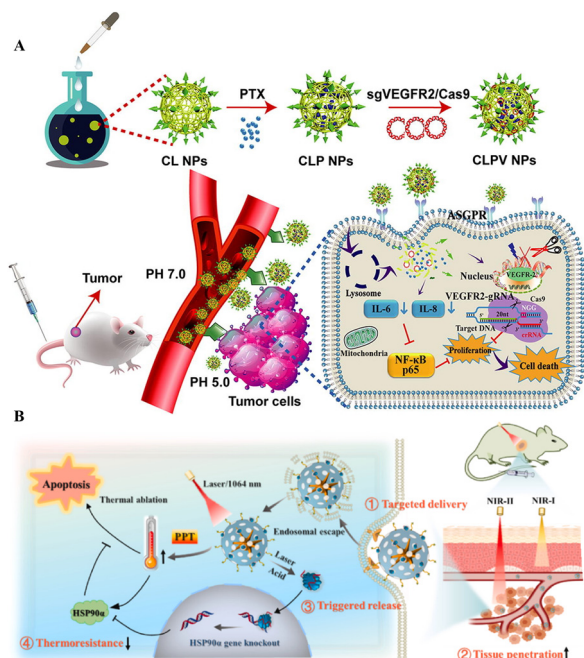 A
PTX
sgVEGFR2/Cas9
CL NPs
CLP NPs
CLPV NPs
ASGPR
PH 7.0
Tumor
Lysosome
Nucleus
VEGFR-2
VEGFR2-gRNA
Cas9
IL-6
IL-8
NGG
5'
20nt
Target DNA
crRNA
Mitochondria
NF-κB
p65
Proliferation
Cell death
PH 5.0
Tumor cells
B
Laser/1064 nm
Apoptosis
Thermal ablation
① Targeted delivery
NIR-II
NIR-I
PPT
Endosomal escape
Laser
Acid
③ Triggered release
HSP90α
HSP90α gene knockout
④ Thermoresistance
② Tissue penetration